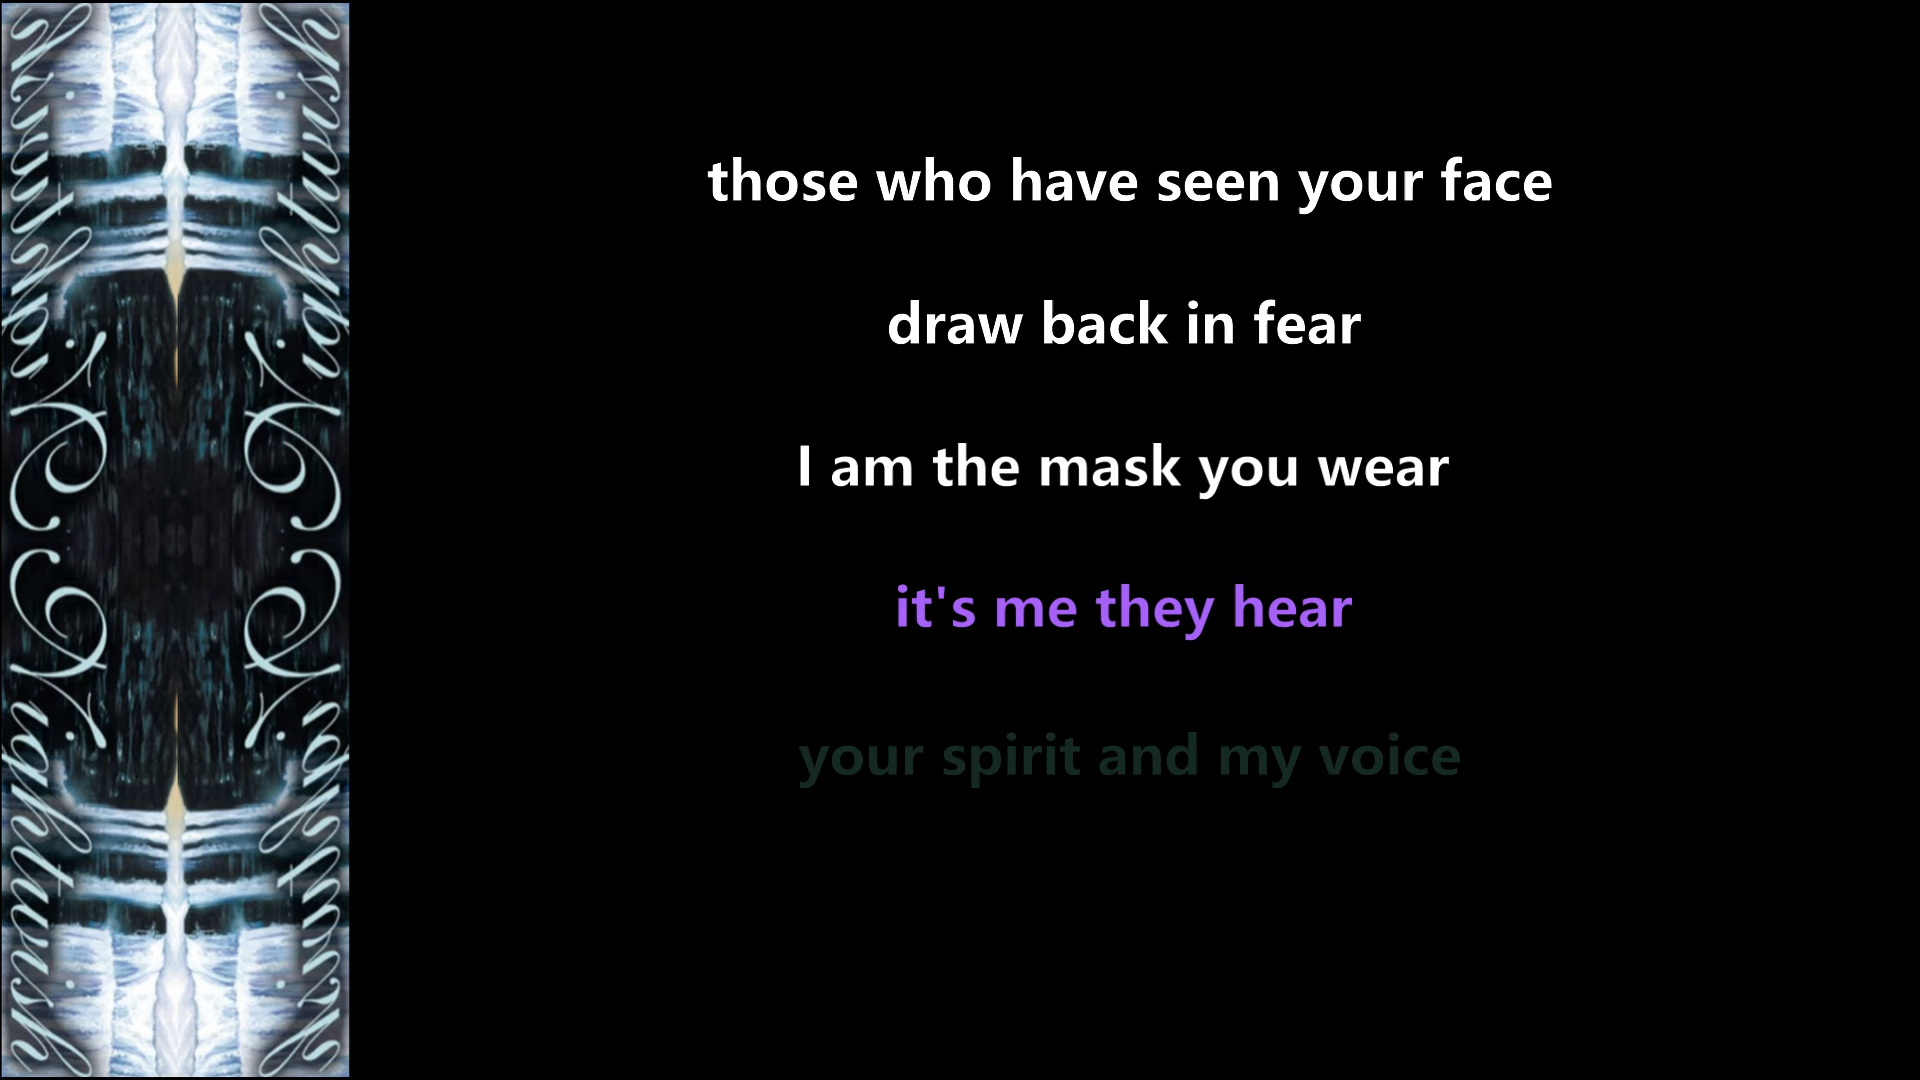 those who have seen your face
draw back in fear
I am the mask you wear
it's me they hear
your spirit and my voice